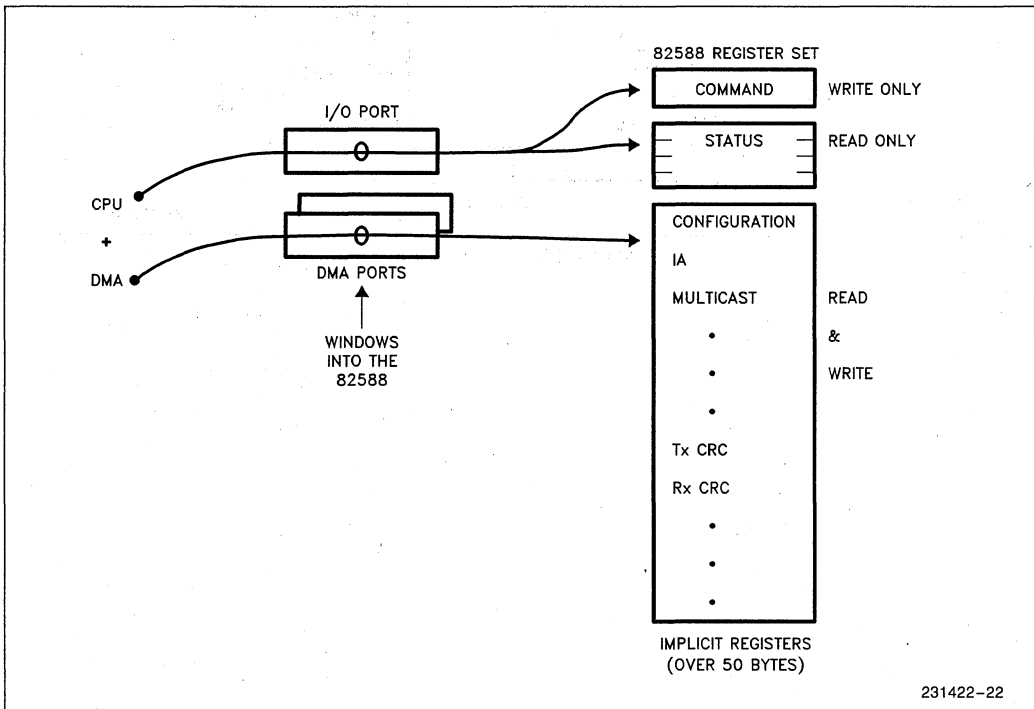 82588 REGISTER SET
COMMAND
WRITE ONLY
I/O PORT
STATUS
READ ONLY
CPU
+
DMA
DMA PORTS
WINDOWS
INTO THE
82588
CONFIGURATION
IA
MULTICAST
•
•
•
Tx CRC
Rx CRC
•
•
•
READ
&
WRITE
IMPLICIT REGISTERS
(OVER 50 BYTES)
231422-22